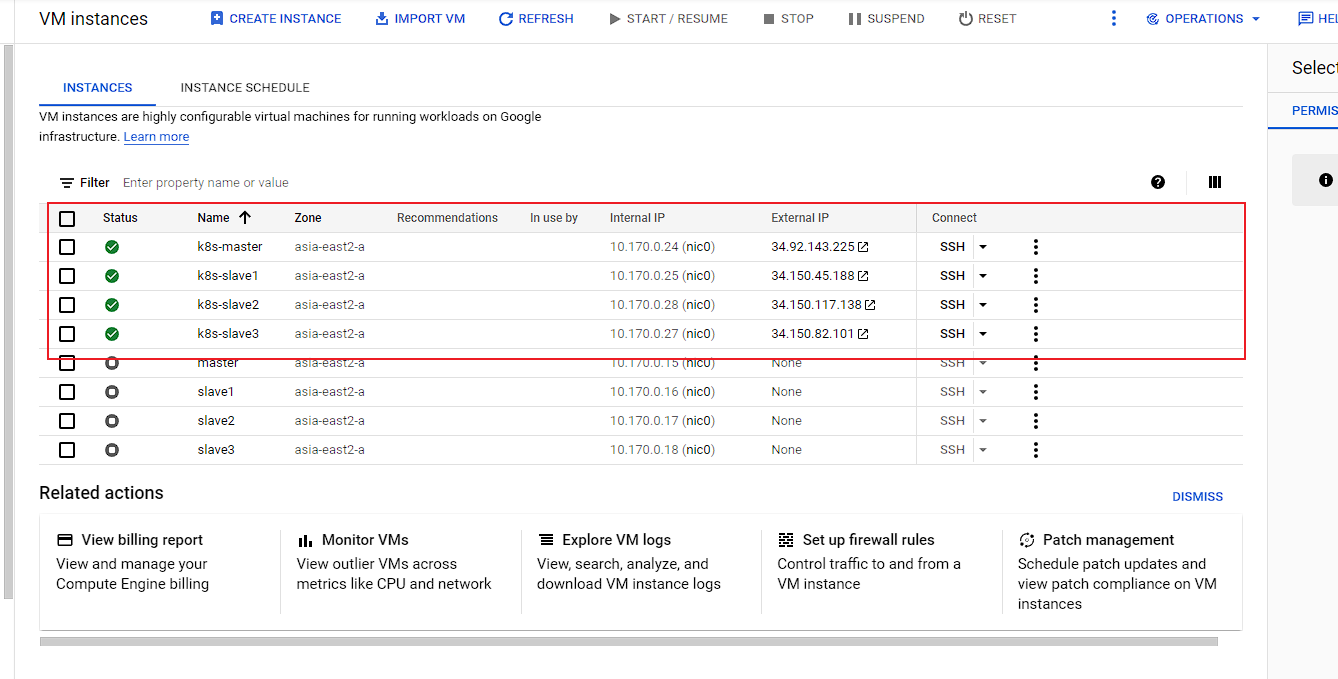 VM instances CREATE INSTANCE IMPORT VM REFRESH START / RESUME STOP SUSPEND RESET OPERATIONS HEL
Select
INSTANCES INSTANCE SCHEDULE
PERMIS
VM instances are highly configurable virtual machines for running workloads on Google
infrastructure. Learn more
Filter Enter property name or value
Status Name Zone Recommendations In use by Internal IP External IP Connect
k8s-master asia-east2-a 10.170.0.24 (nic0) 34.92.143.225 SSH
k8s-slave1 asia-east2-a 10.170.0.25 (nic0) 34.150.45.188 SSH
k8s-slave2 asia-east2-a 10.170.0.28 (nic0) 34.150.117.138 SSH
k8s-slave3 asia-east2-a 10.170.0.27 (nic0) 34.150.82.101 SSH
master asia-east2-a 10.170.0.15 (nic0) None SSH
slave1 asia-east2-a 10.170.0.16 (nic0) None SSH
slave2 asia-east2-a 10.170.0.17 (nic0) None SSH
slave3 asia-east2-a 10.170.0.18 (nic0) None SSH
Related actions DISMISS
View billing report
View and manage your
Compute Engine billing
Monitor VMs
View outlier VMs across
metrics like CPU and network
Explore VM logs
View, search, analyze, and
download VM instance logs
Set up firewall rules
Control traffic to and from a
VM instance
Patch management
Schedule patch updates and
view patch compliance on VM
instances